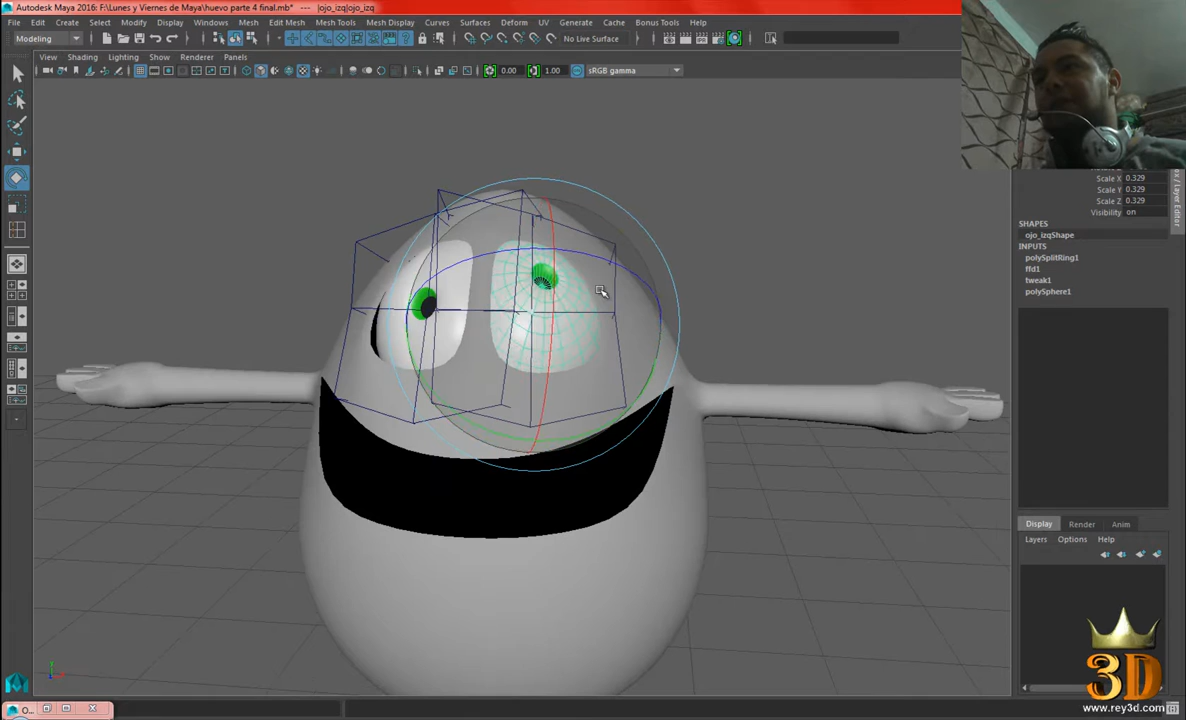 Autodesk Maya 2016: F:\Lunes y Viernes de Maya\huevo parte 4 final.mb* --- |ojo_izq|ojo_izq
File Edit Create Select Modify Display Windows Mesh Edit Mesh Mesh Tools Mesh Display Curves Surfaces Deform UV Generate Cache Bonus Tools Help
Modeling No Live Surface
View Shading Lighting Show Renderer Panels
0.00 1.00 sRGB gamma
Scale X 0.329
Scale Y 0.329
Scale Z 0.329
Visibility on
SHAPES
ojo_izqShape
INPUTS
polySplitRing1
ffd1
tweak1
polySphere1
Display Render Anim
Layers Options Help
3D
www.rey3d.com
O...